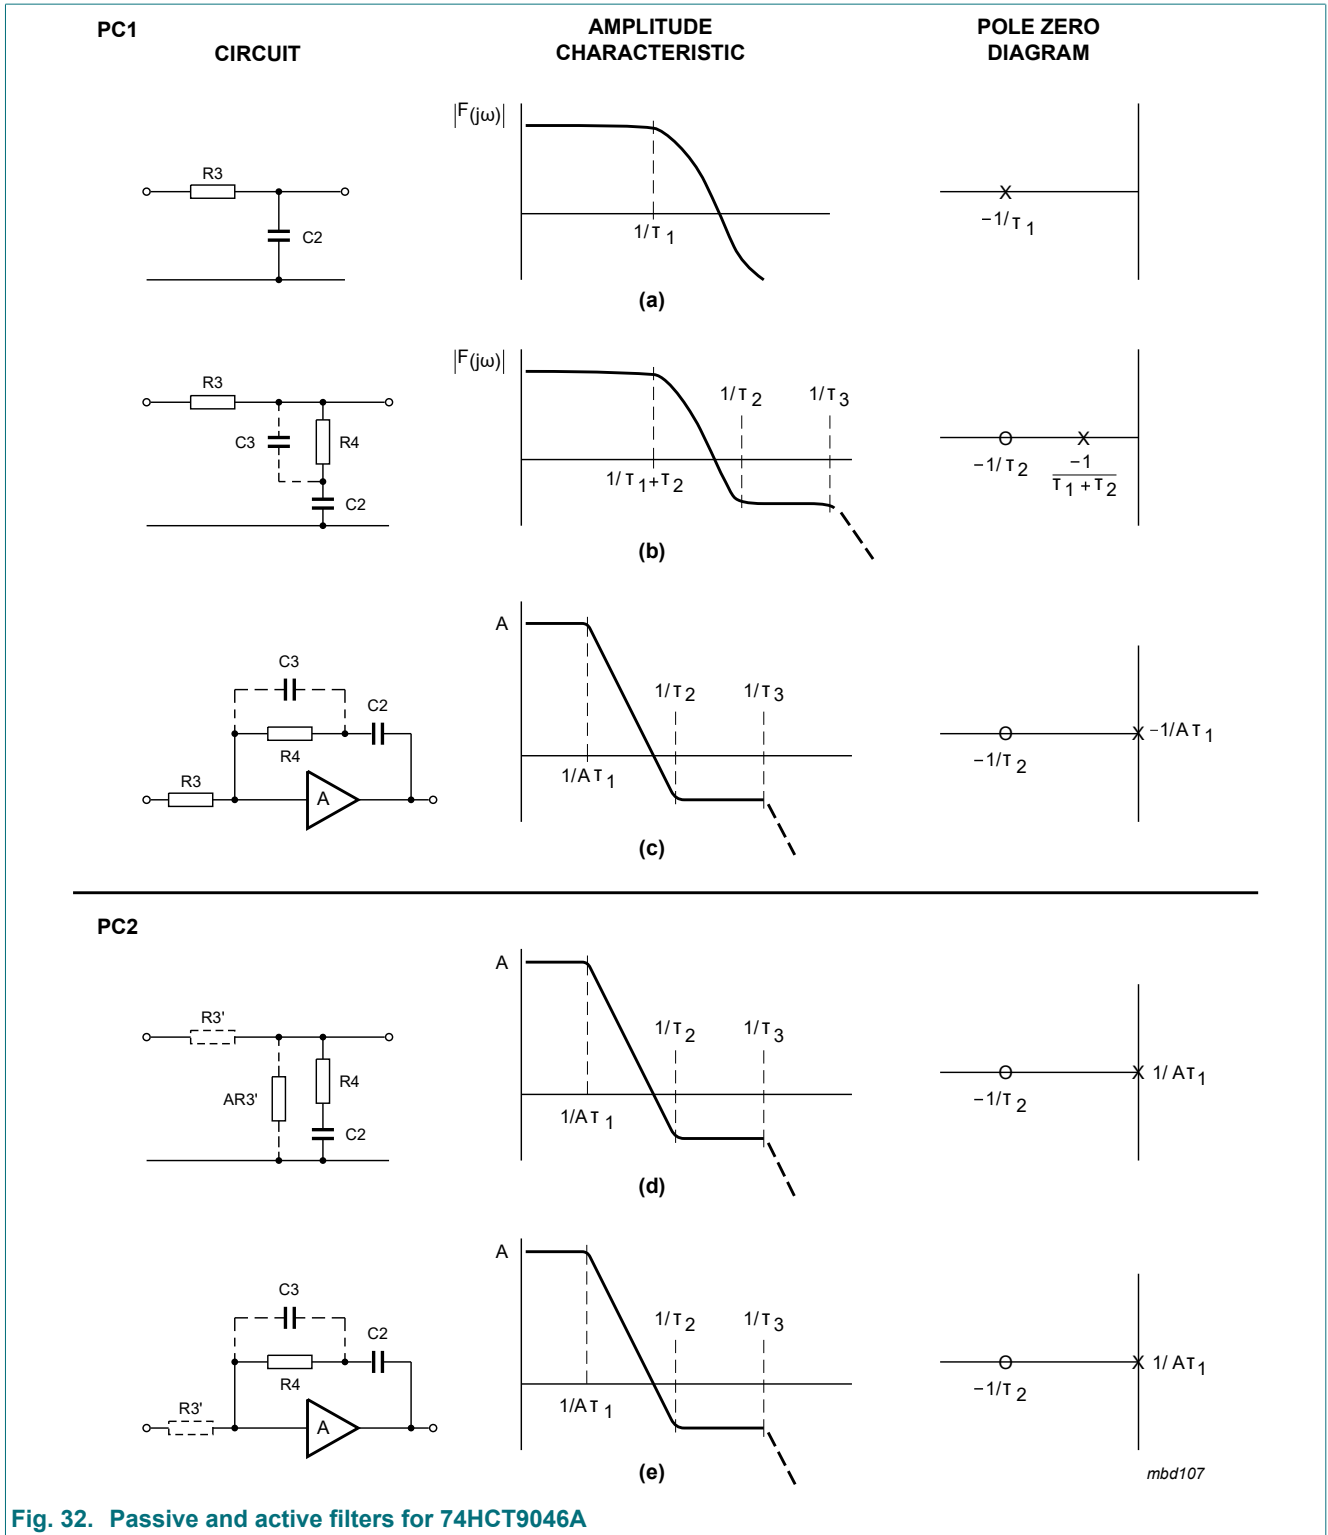 PC1
CIRCUIT
AMPLITUDE
CHARACTERISTIC
POLE ZERO
DIAGRAM
R3
C2
|F(jω)|
1/τ1
(a)
X
−1/τ1
R3
C3
R4
C2
|F(jω)|
1/τ1+τ2
1/τ2
1/τ3
(b)
O
X
−1/τ2
−1
τ1 + τ2
C3
C2
R4
R3
A
A
1/Aτ1
1/τ2
1/τ3
(c)
O
X
−1/τ2
−1/Aτ1
PC2
R3'
AR3'
R4
C2
A
1/Aτ1
1/τ2
1/τ3
(d)
O
X
−1/τ2
1/Aτ1
C3
C2
R4
R3'
A
A
1/Aτ1
1/τ2
1/τ3
(e)
O
X
−1/τ2
1/Aτ1
mbd107
Fig. 32. Passive and active filters for 74HCT9046A